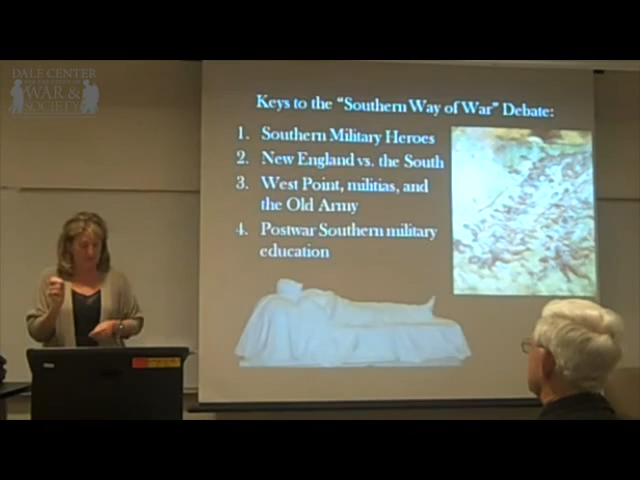 DALE CENTER
WAR &
SOCIETY
Keys to the “Southern Way of War” Debate:
1. Southern Military Heroes
2. New England vs. the South
3. West Point, militias, and
the Old Army
4. Postwar Southern military
education